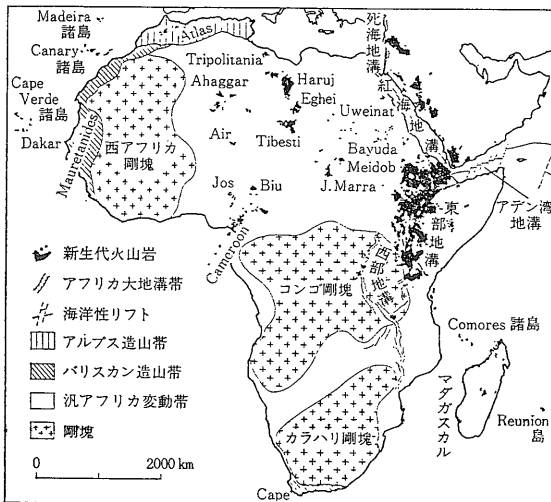 Madeira
諸島
Canary
諸島
Cape
Verde
諸島
Dakar
Mauretanides
Atlas
西アフリカ
剛塊
Tripolitania
Ahaggar
Haruj
Eghei
Uweinat
Air
Tibesti
Bayuda
Meidob
Jos
Biu
J. Marra
Cameroon
死海地溝
紅海地溝
アデン湾
地溝
東部地溝
西部地溝
コンゴ剛塊
カラハリ剛塊
Cape
Comores 諸島
マダガスカル
Reunion
島
新生代火山岩
アフリカ大地溝帯
海洋性リフト
アルプス造山帯
バリスカン造山帯
汎アフリカ変動帯
剛塊
0 2000 km